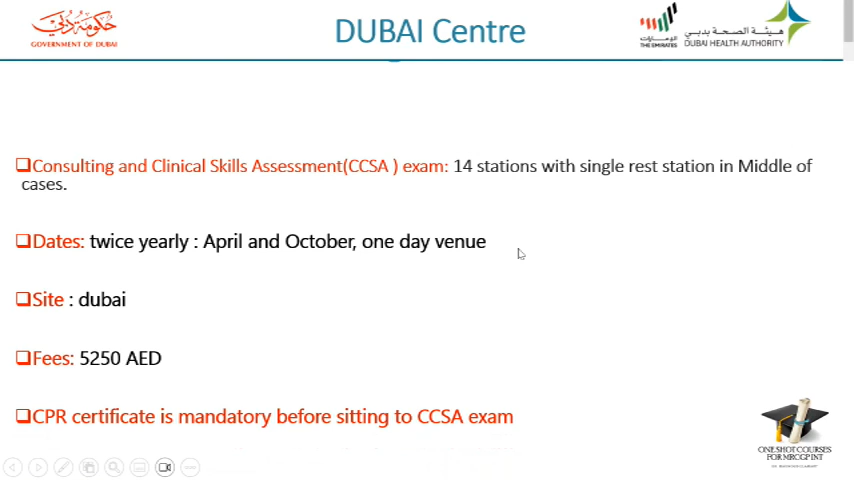 حكومة دبي
GOVERNMENT OF DUBAI
DUBAI Centre
الإمارات
THE EMIRATES
هيئة الصحة بدبي
DUBAI HEALTH AUTHORITY
Consulting and Clinical Skills Assessment(CCSA ) exam: 14 stations with single rest station in Middle of
cases.
Dates: twice yearly : April and October, one day venue
Site : dubai
Fees: 5250 AED
CPR certificate is mandatory before sitting to CCSA exam
ONE SHOT COURSES
FOR MRCGP INT